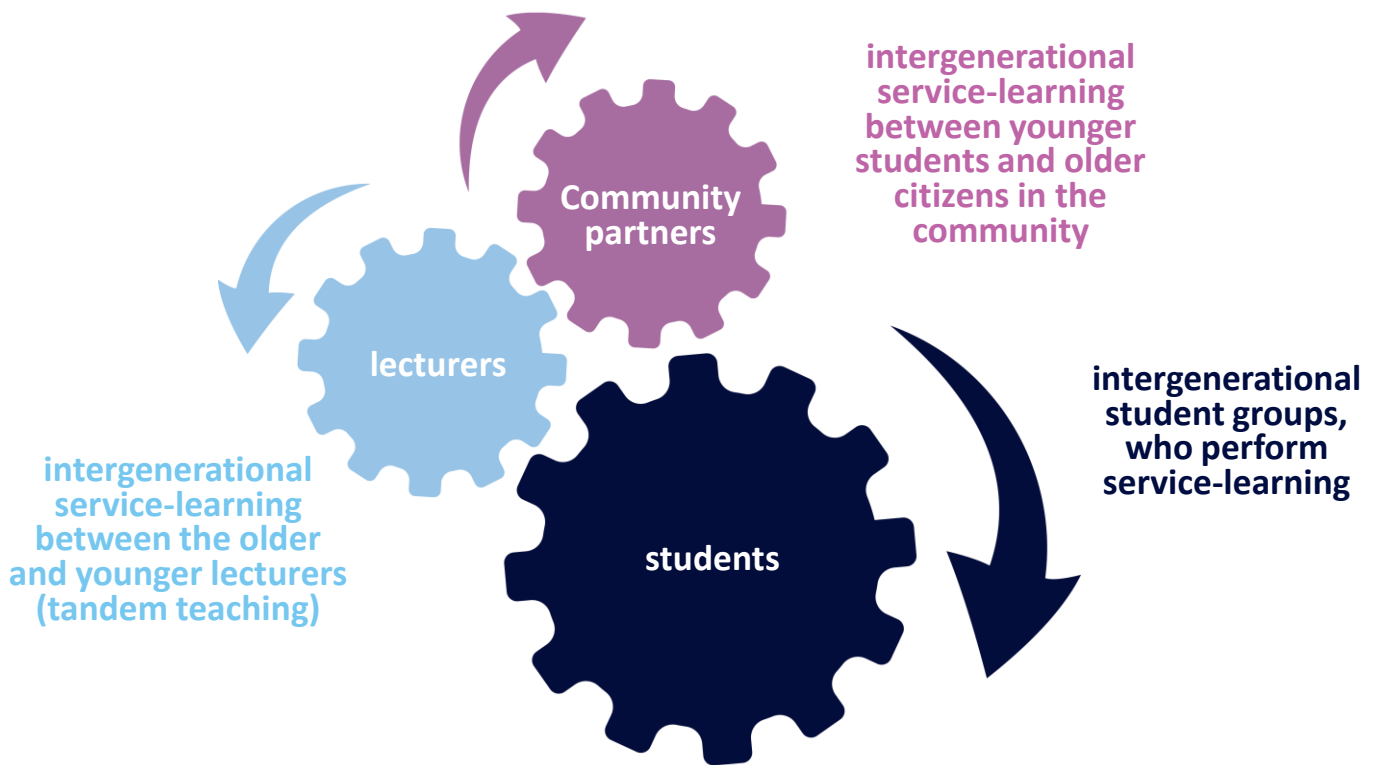 intergenerational
service-learning
between younger
students and older
citizens in the
community
Community
partners
lecturers
intergenerational
student groups,
who perform
service-learning
intergenerational
service-learning
between the older
and younger lecturers
(tandem teaching)
students